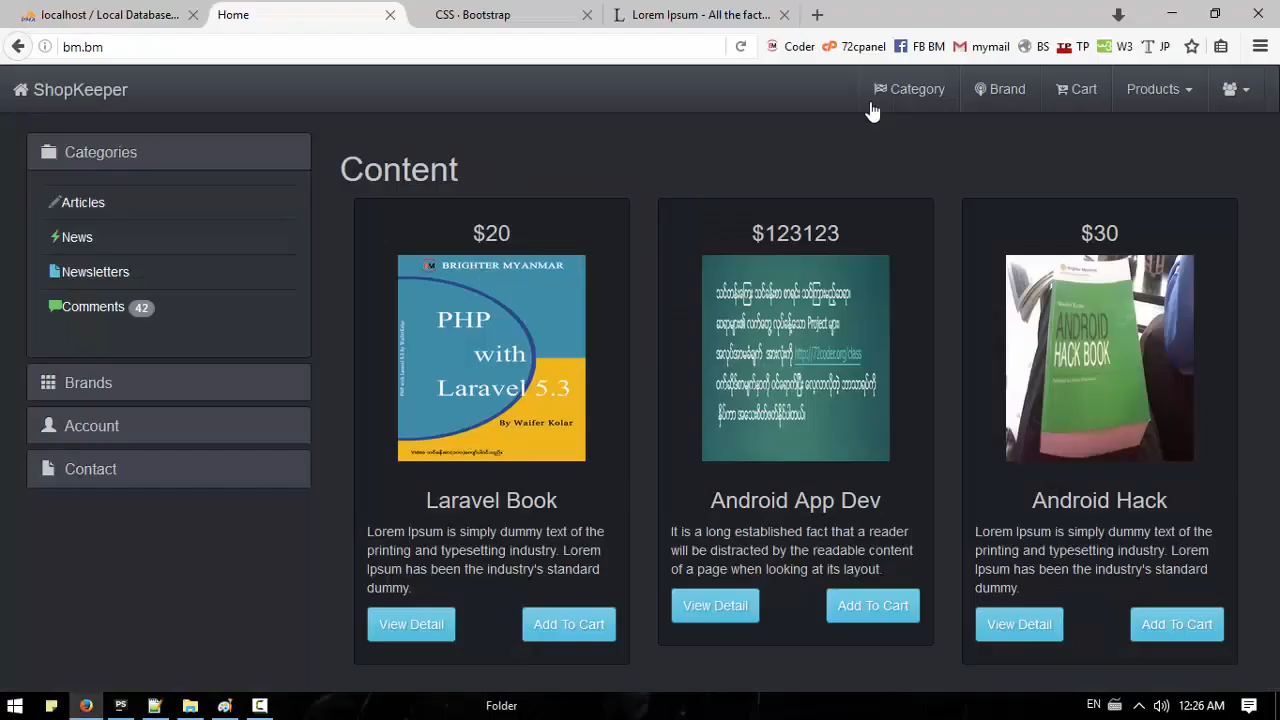 localhost / Local Database...
Home
CSS · Bootstrap
Lorem Ipsum - All the fact...
bm.bm
Coder
72cpanel
FB BM
mymail
BS
TP
W3
JP
ShopKeeper
Category
Brand
Cart
Products
Categories
Articles
News
Newsletters
Comments 42
Brands
Account
Contact
Content
$20
BRIGHTER MYANMAR
PHP
with
Laravel 5.3
By Waifer Kolar
Laravel Book
Lorem Ipsum is simply dummy text of the
printing and typesetting industry. Lorem
Ipsum has been the industry's standard
dummy.
View Detail
Add To Cart
$123123
Android App Dev
It is a long established fact that a reader
will be distracted by the readable content
of a page when looking at its layout.
View Detail
Add To Cart
$30
ANDROID
HACK BOOK
Android Hack
Lorem Ipsum is simply dummy text of the
printing and typesetting industry. Lorem
Ipsum has been the industry's standard
dummy.
View Detail
Add To Cart
Folder
EN
12:26 AM